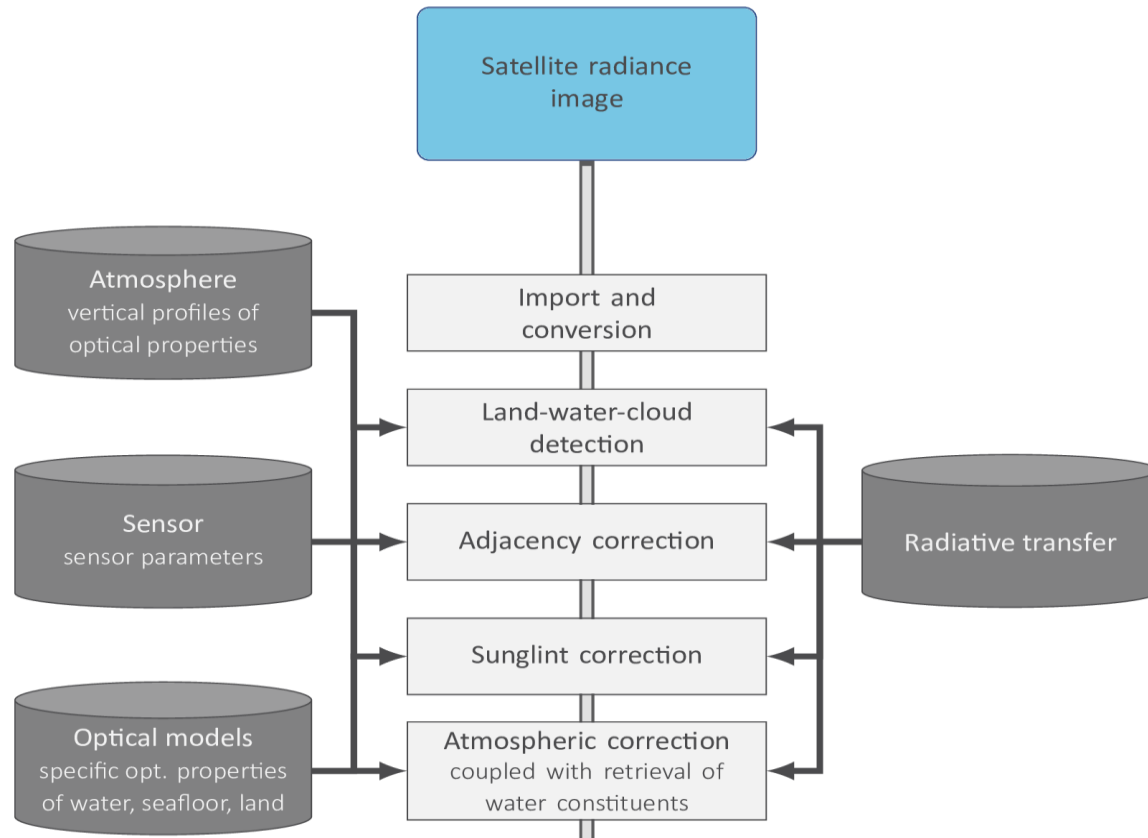 Satellite radiance
image
Atmosphere
vertical profiles of
optical properties
Import and
conversion
Land-water-cloud
detection
Sensor
sensor parameters
Adjacency correction
Radiative transfer
Sunglint correction
Optical models
specific opt. properties
of water, seafloor, land
Atmospheric correction
coupled with retrieval of
water constituents